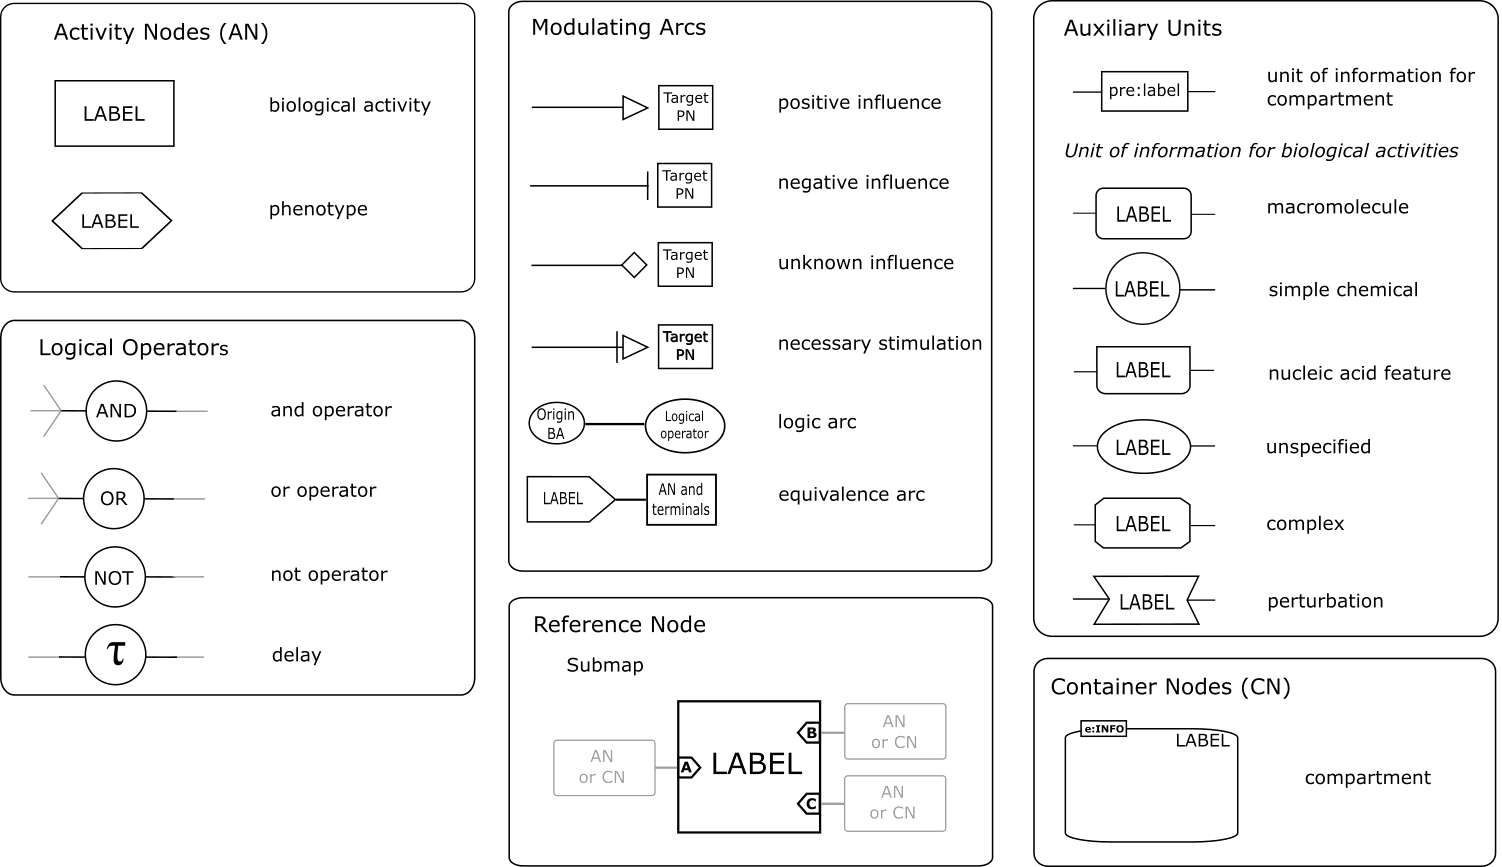 Activity Nodes (AN)
LABEL
biological activity
LABEL
phenotype
Logical Operators
AND
and operator
OR
or operator
NOT
not operator
τ
delay
Modulating Arcs
Target
PN
positive influence
Target
PN
negative influence
Target
PN
unknown influence
Target
PN
necessary stimulation
Origin
BA
Logical
operator
logic arc
LABEL
AN and
terminals
equivalence arc
Reference Node
Submap
AN
or CN
A
LABEL
B
AN
or CN
C
AN
or CN
Auxiliary Units
pre:label
unit of information for
compartment
Unit of information for biological activities
LABEL
macromolecule
LABEL
simple chemical
LABEL
nucleic acid feature
LABEL
unspecified
LABEL
complex
LABEL
perturbation
Container Nodes (CN)
e:INFO
LABEL
compartment